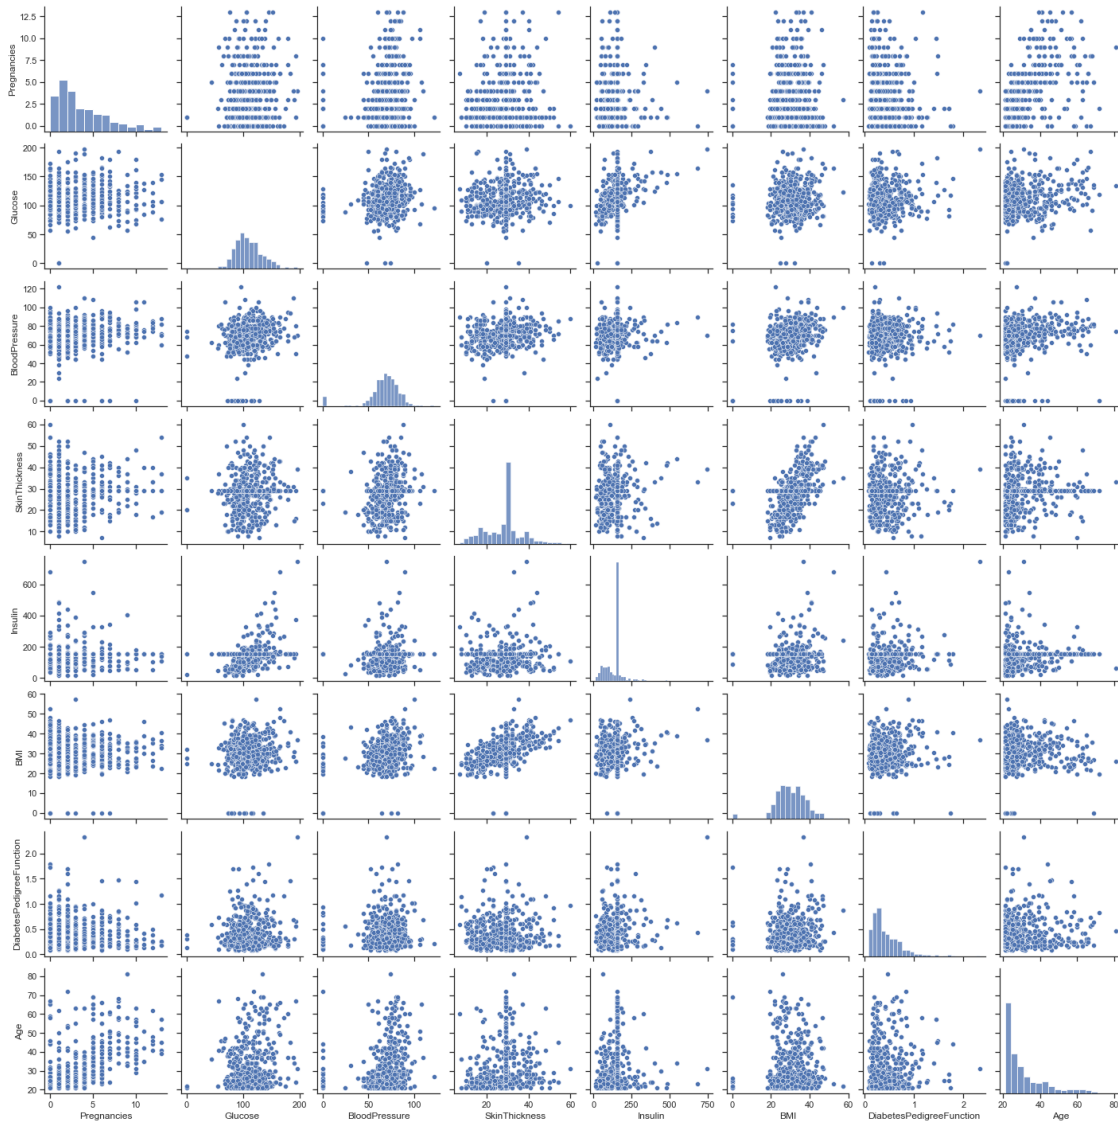 12.5
10.0
7.5
5.0
2.5
0.0
Pregnancies
200
150
100
50
0
Glucose
120
100
80
60
40
20
0
BloodPressure
60
50
40
30
20
10
SkinThickness
600
400
200
0
Insulin
60
50
40
30
20
10
0
BMI
2.0
1.5
1.0
0.5
0.0
DiabetesPedigreeFunction
80
70
60
50
40
30
20
Age
0 5 10
Pregnancies
0 100 200
Glucose
0 50 100
BloodPressure
20 40 60
SkinThickness
0 250 500 750
Insulin
0 20 40 60
BMI
0 1 2
DiabetesPedigreeFunction
20 40 60 80
Age